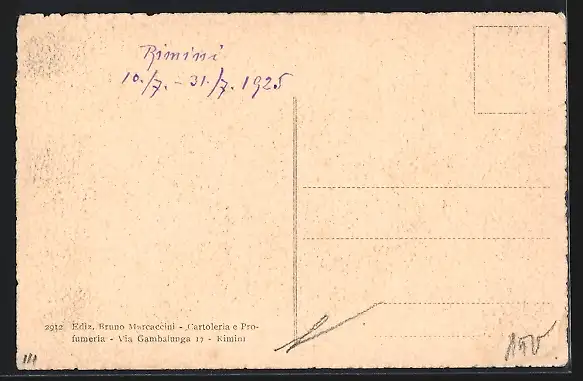 Rimini
10./7. - 31./7. 1925
2912 Ediz. Bruno Marcaccini - Cartoleria e Pro-
fumeria - Via Gambalunga 17 - Rimini